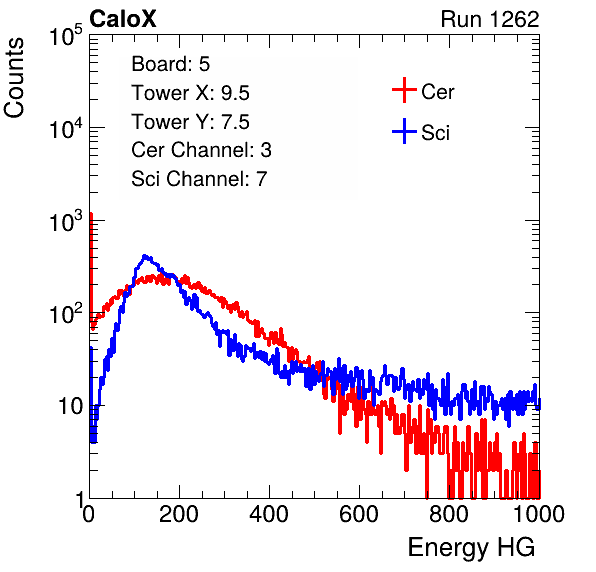 CaloX Run 1262
Counts
Board: 5
Tower X: 9.5
Tower Y: 7.5
Cer Channel: 3
Sci Channel: 7
Cer
Sci
10^5
10^4
10^3
10^2
10
1
0 200 400 600 800 1000
Energy HG